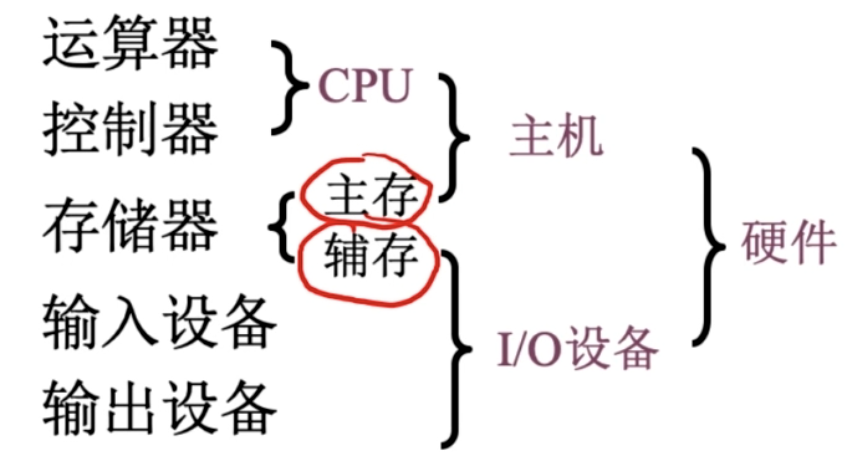 运算器
CPU
控制器
主机
主存
存储器
硬件
辅存
输入设备
I/O设备
输出设备